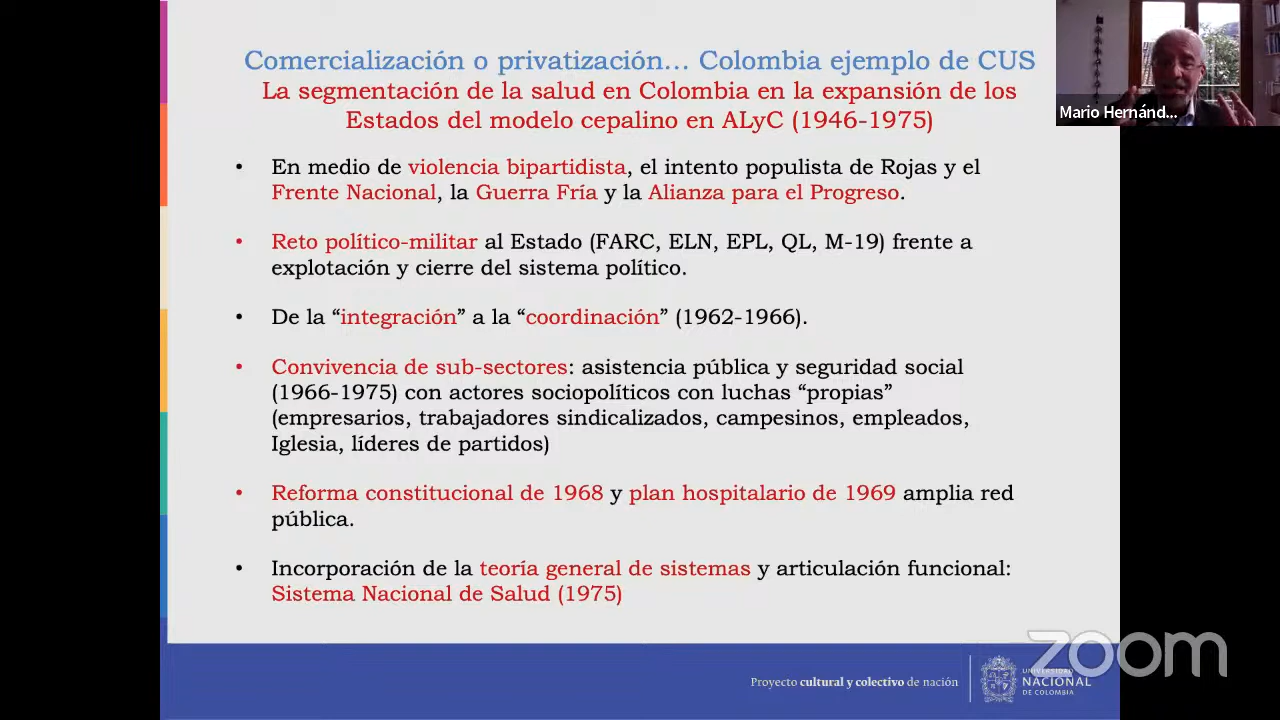 Comercialización o privatización... Colombia ejemplo de CUS
La segmentación de la salud en Colombia en la expansión de los
Estados del modelo cepalino en ALyC (1946-1975)
Mario Hernánd...
• En medio de violencia bipartidista, el intento populista de Rojas y el
Frente Nacional, la Guerra Fría y la Alianza para el Progreso.
• Reto político-militar al Estado (FARC, ELN, EPL, QL, M-19) frente a
explotación y cierre del sistema político.
• De la “integración” a la “coordinación” (1962-1966).
• Convivencia de sub-sectores: asistencia pública y seguridad social
(1966-1975) con actores sociopolíticos con luchas “propias”
(empresarios, trabajadores sindicalizados, campesinos, empleados,
Iglesia, líderes de partidos)
• Reforma constitucional de 1968 y plan hospitalario de 1969 amplia red
pública.
• Incorporación de la teoría general de sistemas y articulación funcional:
Sistema Nacional de Salud (1975)
zoom
Proyecto cultural y colectivo de nación
UNIVERSIDAD
NACIONAL
DE COLOMBIA